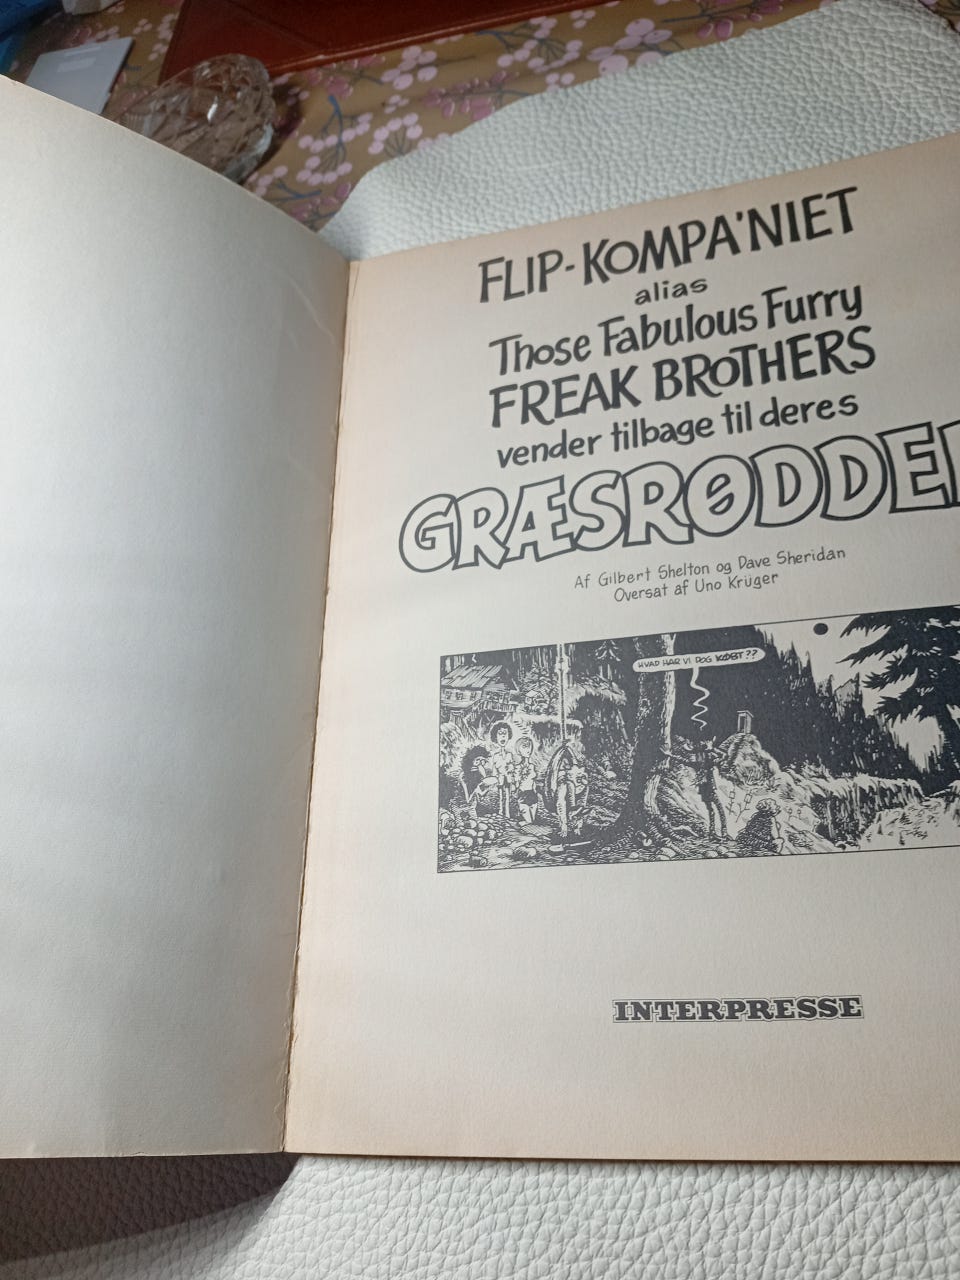 FLIP-KOMPA'NIET
alias
Those Fabulous Furry
FREAK BROTHERS
vender tilbage til deres
GRÆSRØDDE
Af Gilbert Shelton og Dave Sheridan
Oversat af Uno Krüger
HVAD HAR VI DOG KØBT??
INTERPRESSE